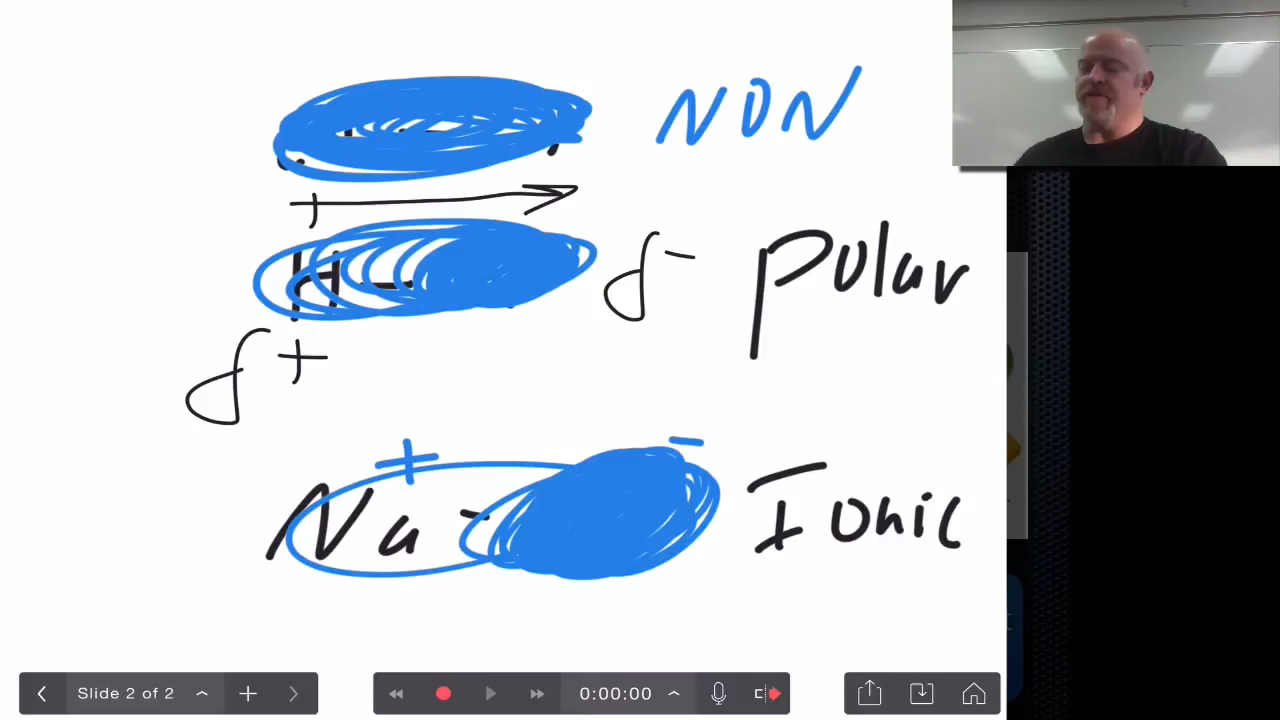 NON
H - δ- polar
δ+
+ -
Na - Ionic
Slide 2 of 2 0:00:00